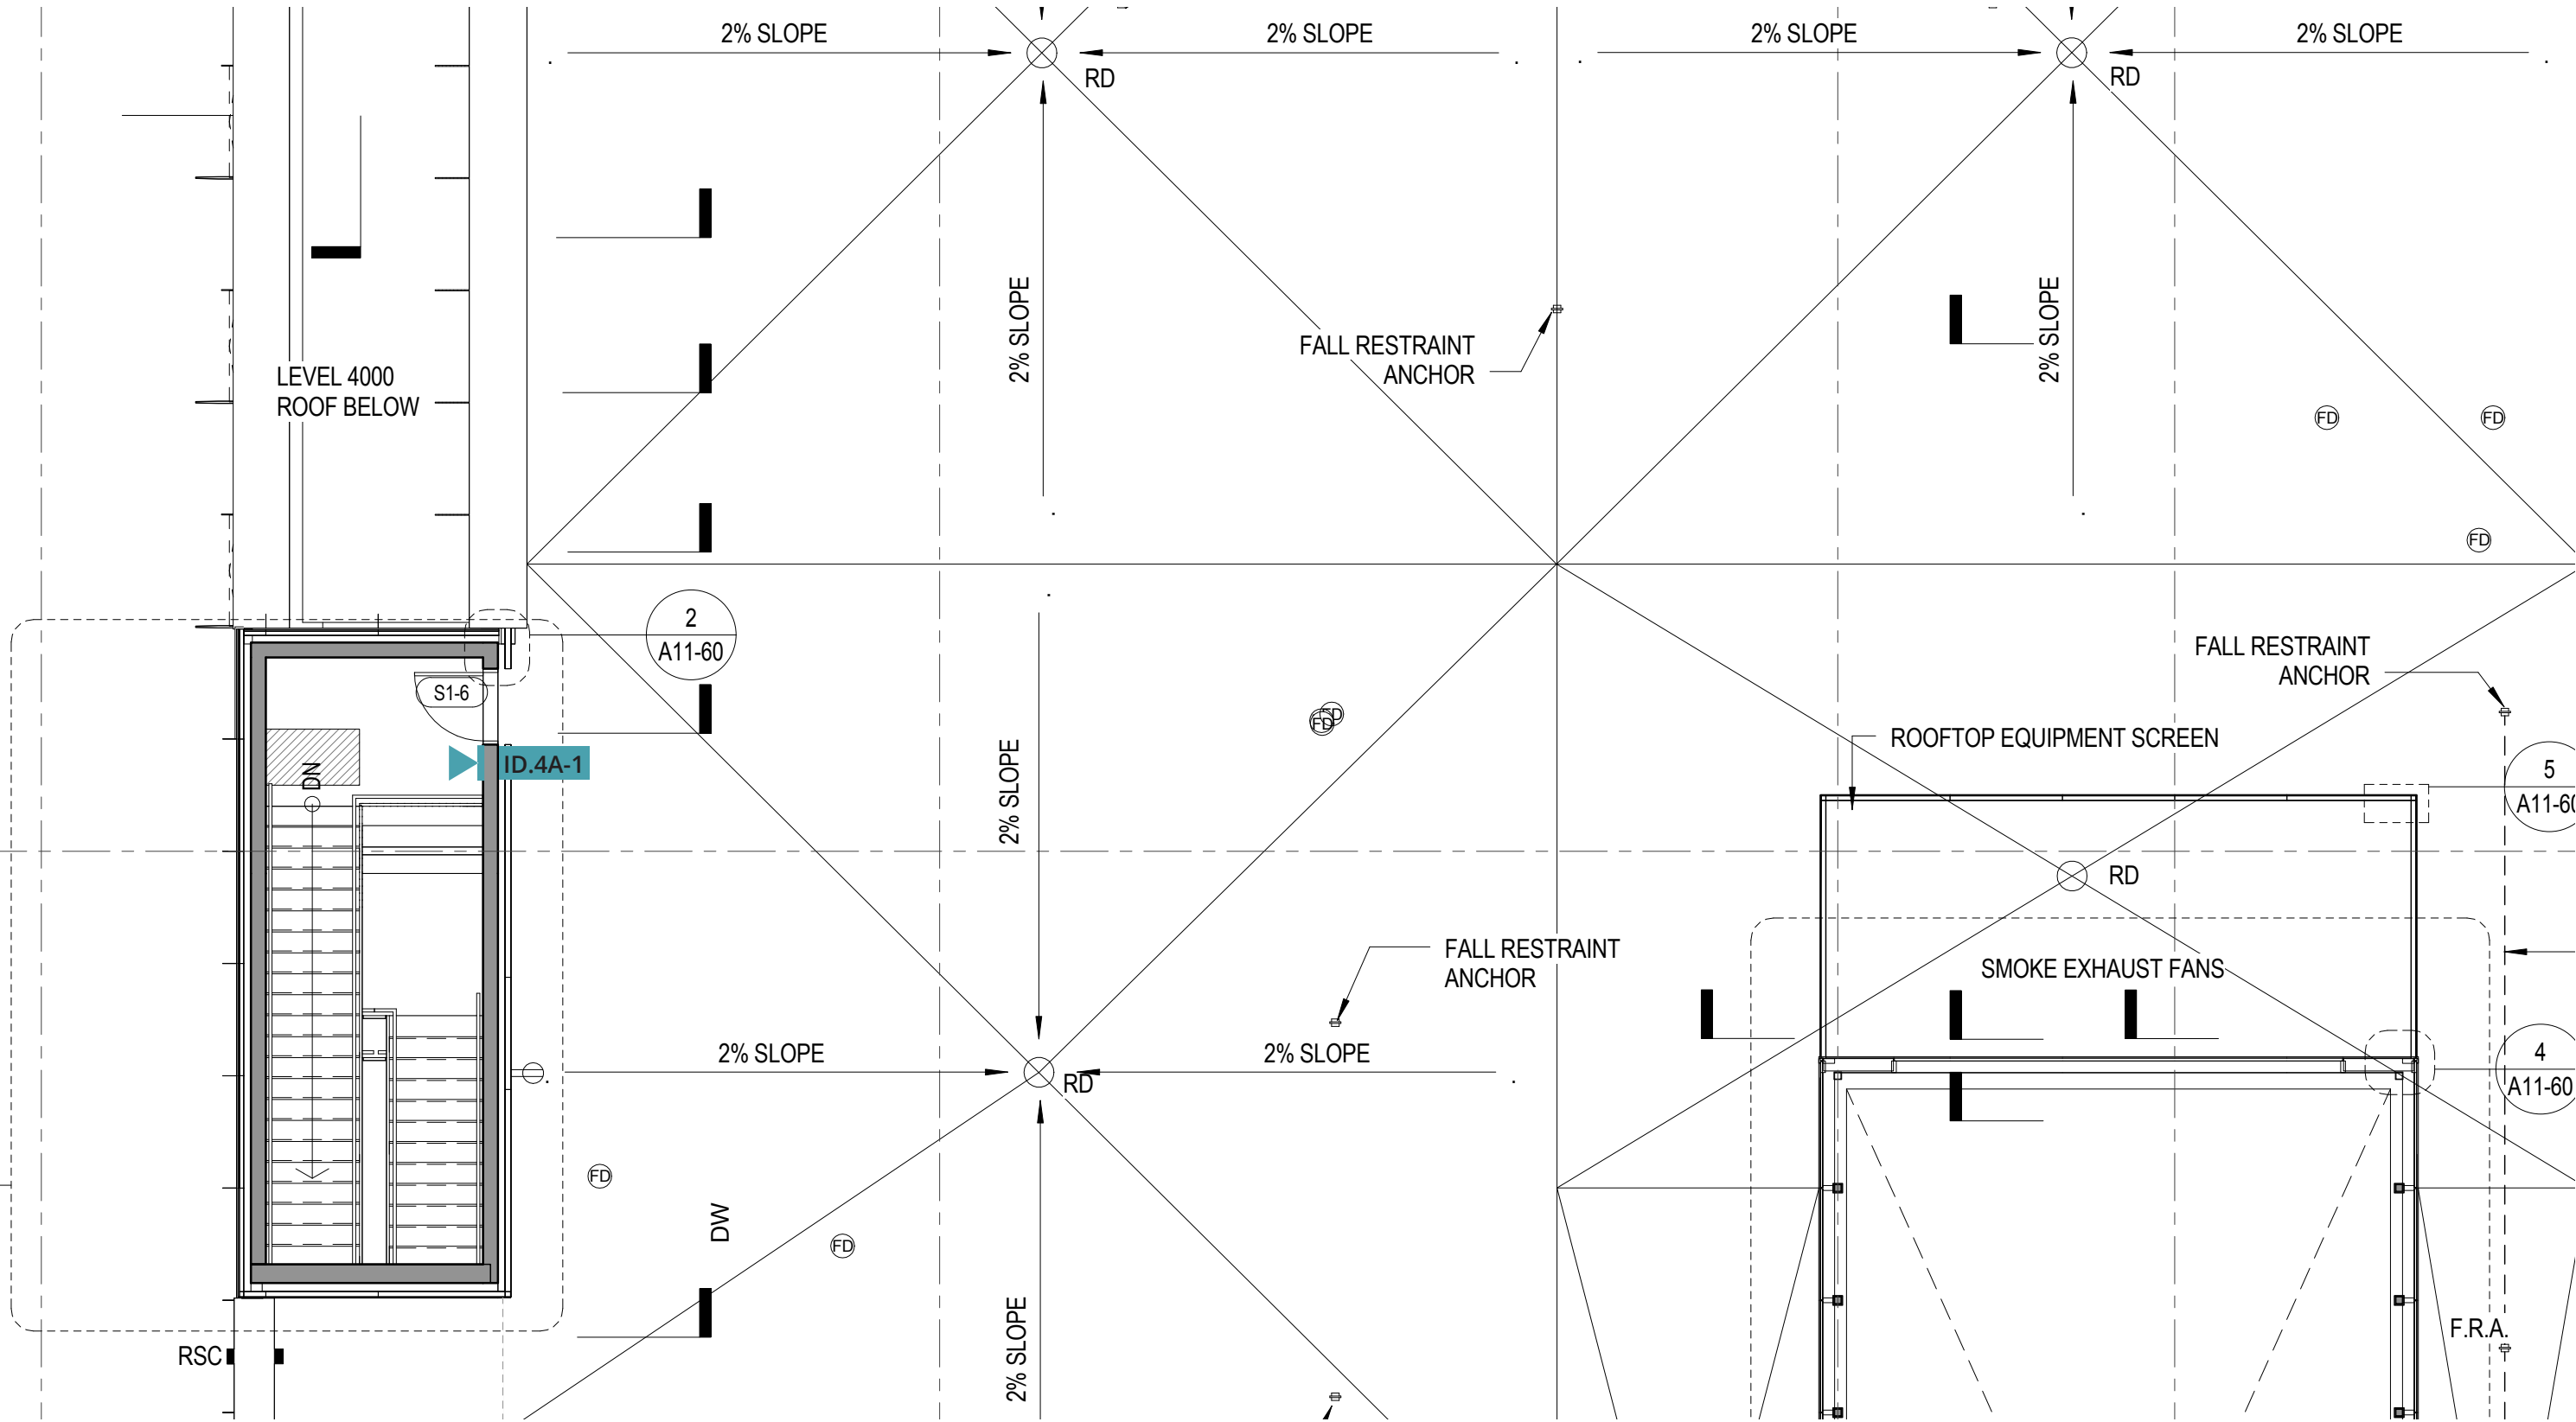 2% SLOPE
2% SLOPE
2% SLOPE
2% SLOPE
RD
RD
2% SLOPE
2% SLOPE
FALL RESTRAINT
ANCHOR
LEVEL 4000
ROOF BELOW
FD
FD
FD
2
A11-60
S1-6
FALL RESTRAINT
ANCHOR
FD
FD
ROOFTOP EQUIPMENT SCREEN
ID.4A-1
DN
2% SLOPE
5
A11-60
RD
FALL RESTRAINT
ANCHOR
SMOKE EXHAUST FANS
2% SLOPE
2% SLOPE
RD
4
A11-60
FD
DW
FD
2% SLOPE
F.R.A.
RSC